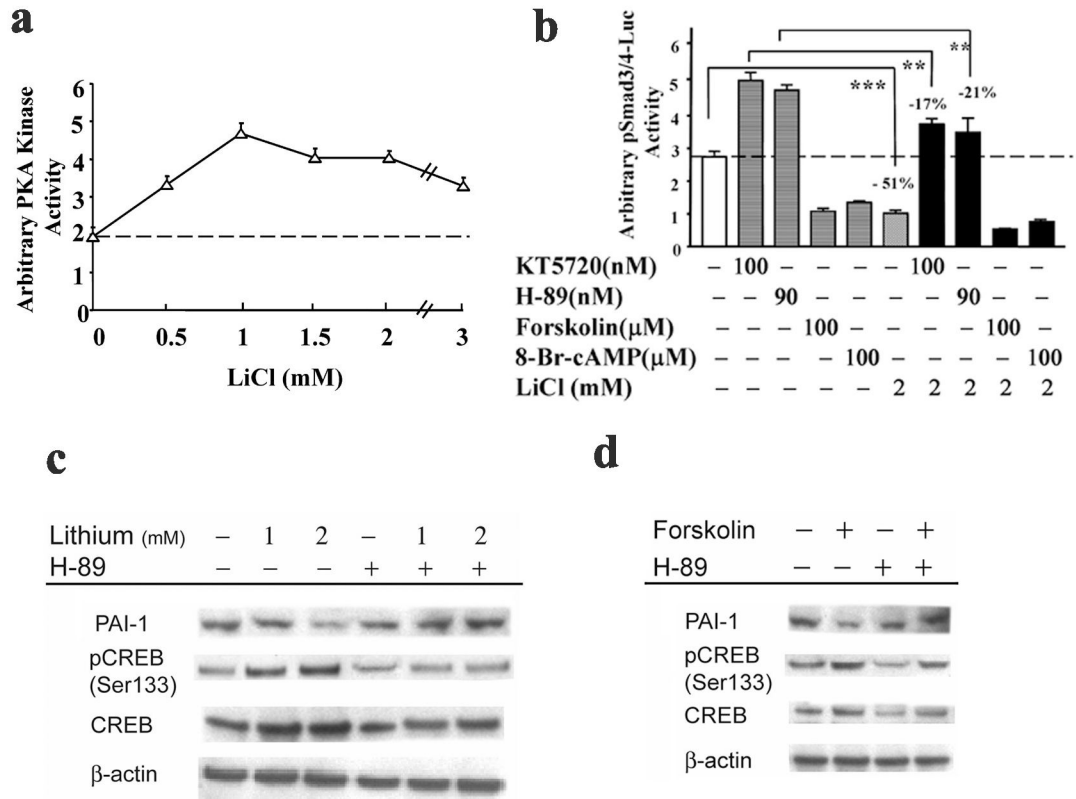 a
Arbitrary PKA Kinase
Activity
6
5
4
3
2
1
0
0 0.5 1 1.5 2 3
LiCl (mM)
b
Arbitrary pSmad3/4-Luc
Activity
6
5
4
3
2
1
0
**
**
***
-17%
-21%
- 51%
KT5720(nM) – 100 – – – – 100 – – –
H-89(nM) – – 90 – – – – 90 – –
Forskolin(μM) – – – 100 – – – – 100 –
8-Br-cAMP(μM) – – – – 100 – – – – 100
LiCl (mM) – – – – – 2 2 2 2 2
c
Lithium (mM) – 1 2 – 1 2
H-89 – – – + + +
PAI-1
pCREB
(Ser133)
CREB
β-actin
d
Forskolin – + – +
H-89 – – + +
PAI-1
pCREB
(Ser133)
CREB
β-actin